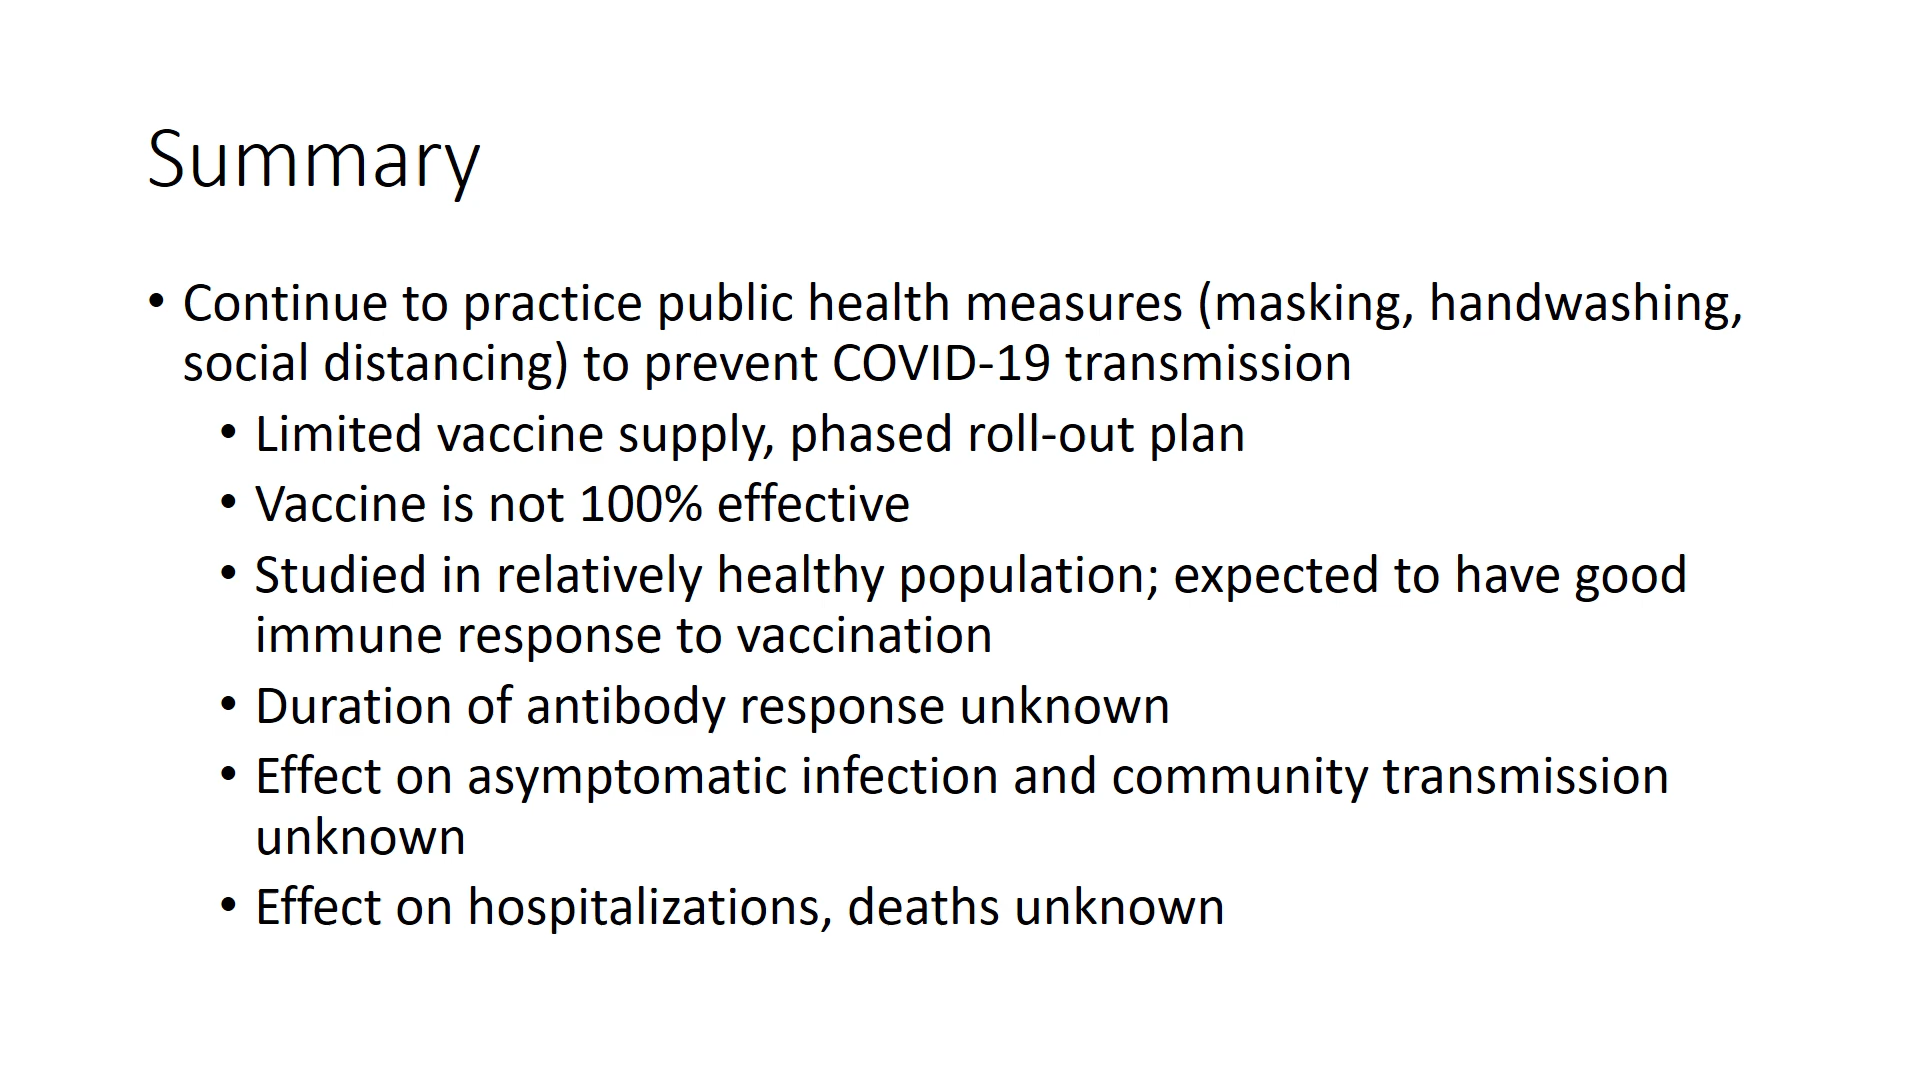 Summary
• Continue to practice public health measures (masking, handwashing,
social distancing) to prevent COVID-19 transmission
• Limited vaccine supply, phased roll-out plan
• Vaccine is not 100% effective
• Studied in relatively healthy population; expected to have good
immune response to vaccination
• Duration of antibody response unknown
• Effect on asymptomatic infection and community transmission
unknown
• Effect on hospitalizations, deaths unknown